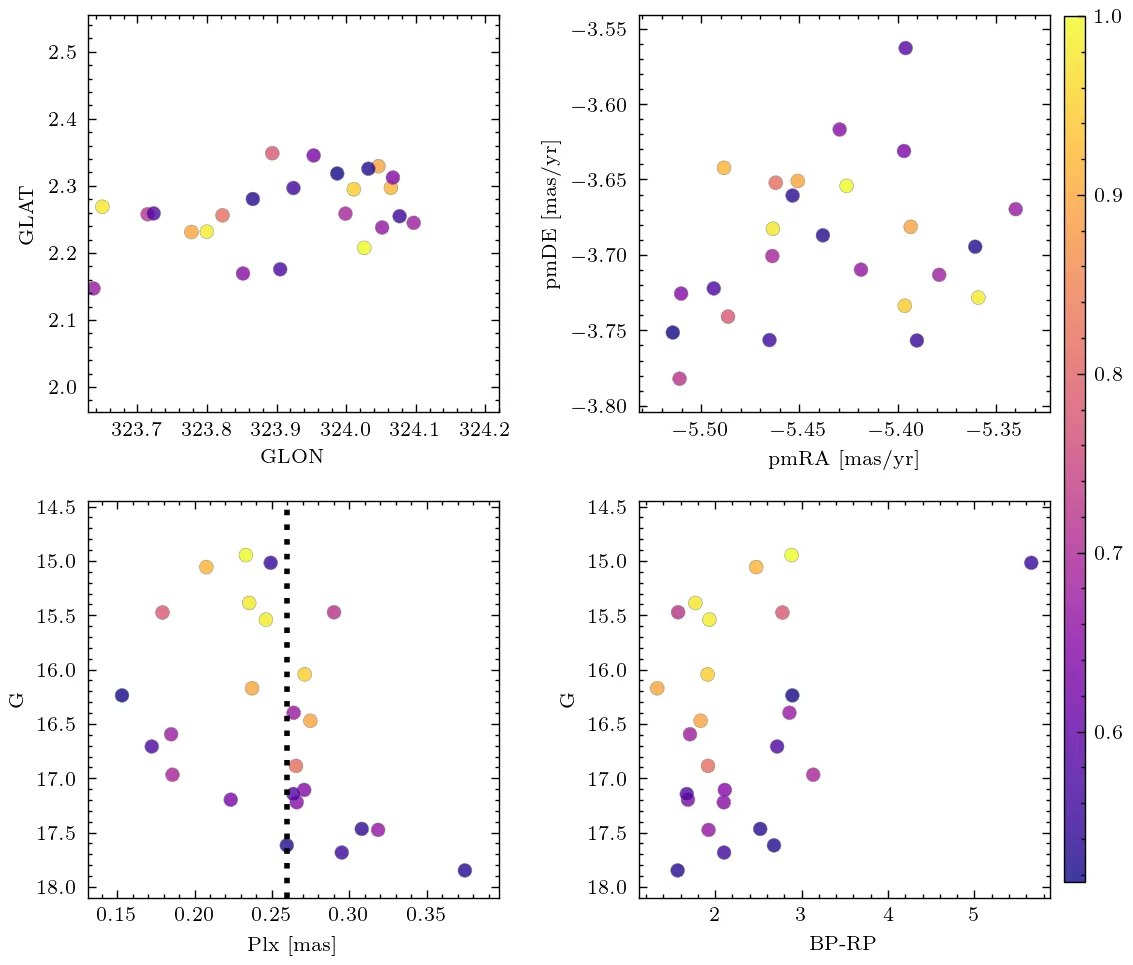 2.5
2.4
2.3
2.2
2.1
2.0
GLAT
323.7 323.8 323.9 324.0 324.1 324.2
GLON
−3.55
−3.60
−3.65
−3.70
−3.75
−3.80
pmDE [mas/yr]
−5.50 −5.45 −5.40 −5.35
pmRA [mas/yr]
1.0
0.9
0.8
0.7
0.6
14.5
15.0
15.5
16.0
16.5
17.0
17.5
18.0
G
0.15 0.20 0.25 0.30 0.35
Plx [mas]
14.5
15.0
15.5
16.0
16.5
17.0
17.5
18.0
G
2 3 4 5
BP-RP